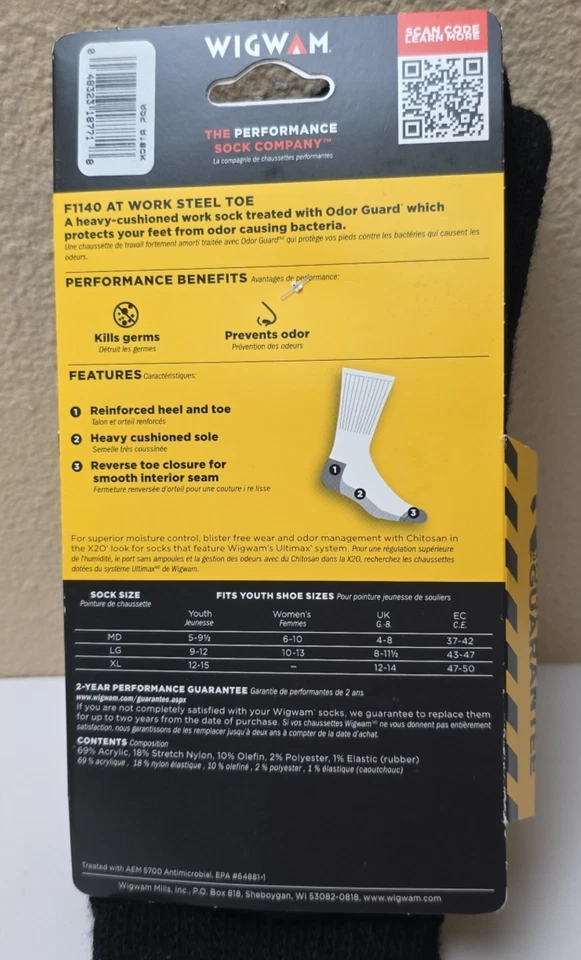 WIGWAM
SCAN CODE
LEARN MORE
0 48323 18771 8
THE PERFORMANCE
SOCK COMPANY™
La compagnie de chaussettes performantes
F1140 AT WORK STEEL TOE
A heavy-cushioned work sock treated with Odor Guard® which
protects your feet from odor causing bacteria.
Une chaussette de travail fortement amorti traitée avec Odor Guard qui protège vos pieds contre les bactéries qui causent les
odeurs.
PERFORMANCE BENEFITS Avantages de performance:
Kills germs
Détruit les germes
Prevents odor
Prévention des odeurs
FEATURES Caractéristiques:
1 Reinforced heel and toe
Talon et orteil renforcés
2 Heavy cushioned sole
Semelle très coussinée
3 Reverse toe closure for
smooth interior seam
Fermeture renversée d'orteil pour une couture i re lisse
1
2
3
For superior moisture control, blister free wear and odor management with Chitosan in
the X20® look for socks that feature Wigwam's Ultimax® system. Pour une régulation supérieure
de l'humidité, le port sans ampoules et la gestion des odeurs avec du Chitosan dans la X20, recherchez les chaussettes
dotées du système Ultimax de Wigwam.
SOCK SIZE FITS YOUTH SHOE SIZES Pour pointure jeunesse de souliers
Pointure de chaussette
Youth Women's UK EC
Jeunesse Femmes G.-B. C.E.
MD 5-9½ 6-10 4-8 37-42
LG 9-12 10-13 8-11½ 43-47
XL 12-15 – 12-14 47-50
2-YEAR PERFORMANCE GUARANTEE Garantie de performantes de 2 ans
www.wigwam.com/guarantee.aspx
If you are not completely satisfied with your Wigwam® socks, we guarantee to replace them
for up to two years from the date of purchase. Si vos chaussettes Wigwam ne vous donnent pas entièrement
satisfaction, nous garantissons de les remplacer jusqu'à deux ans à compter de la date d'achat.
CONTENTS Composition
69% Acrylic, 18% Stretch Nylon, 10% Olefin, 2% Polyester, 1% Elastic (rubber)
69 % acrylique, 18 % nylon élastique, 10 % olefiné, 2 % polyester, 1 % élastique (caoutchouc)
Treated with AEM 5700 Antimicrobial, EPA #64881-1
Wigwam Mills, Inc., P.O. Box 818, Sheboygan, WI 53082-0818, www.wigwam.com